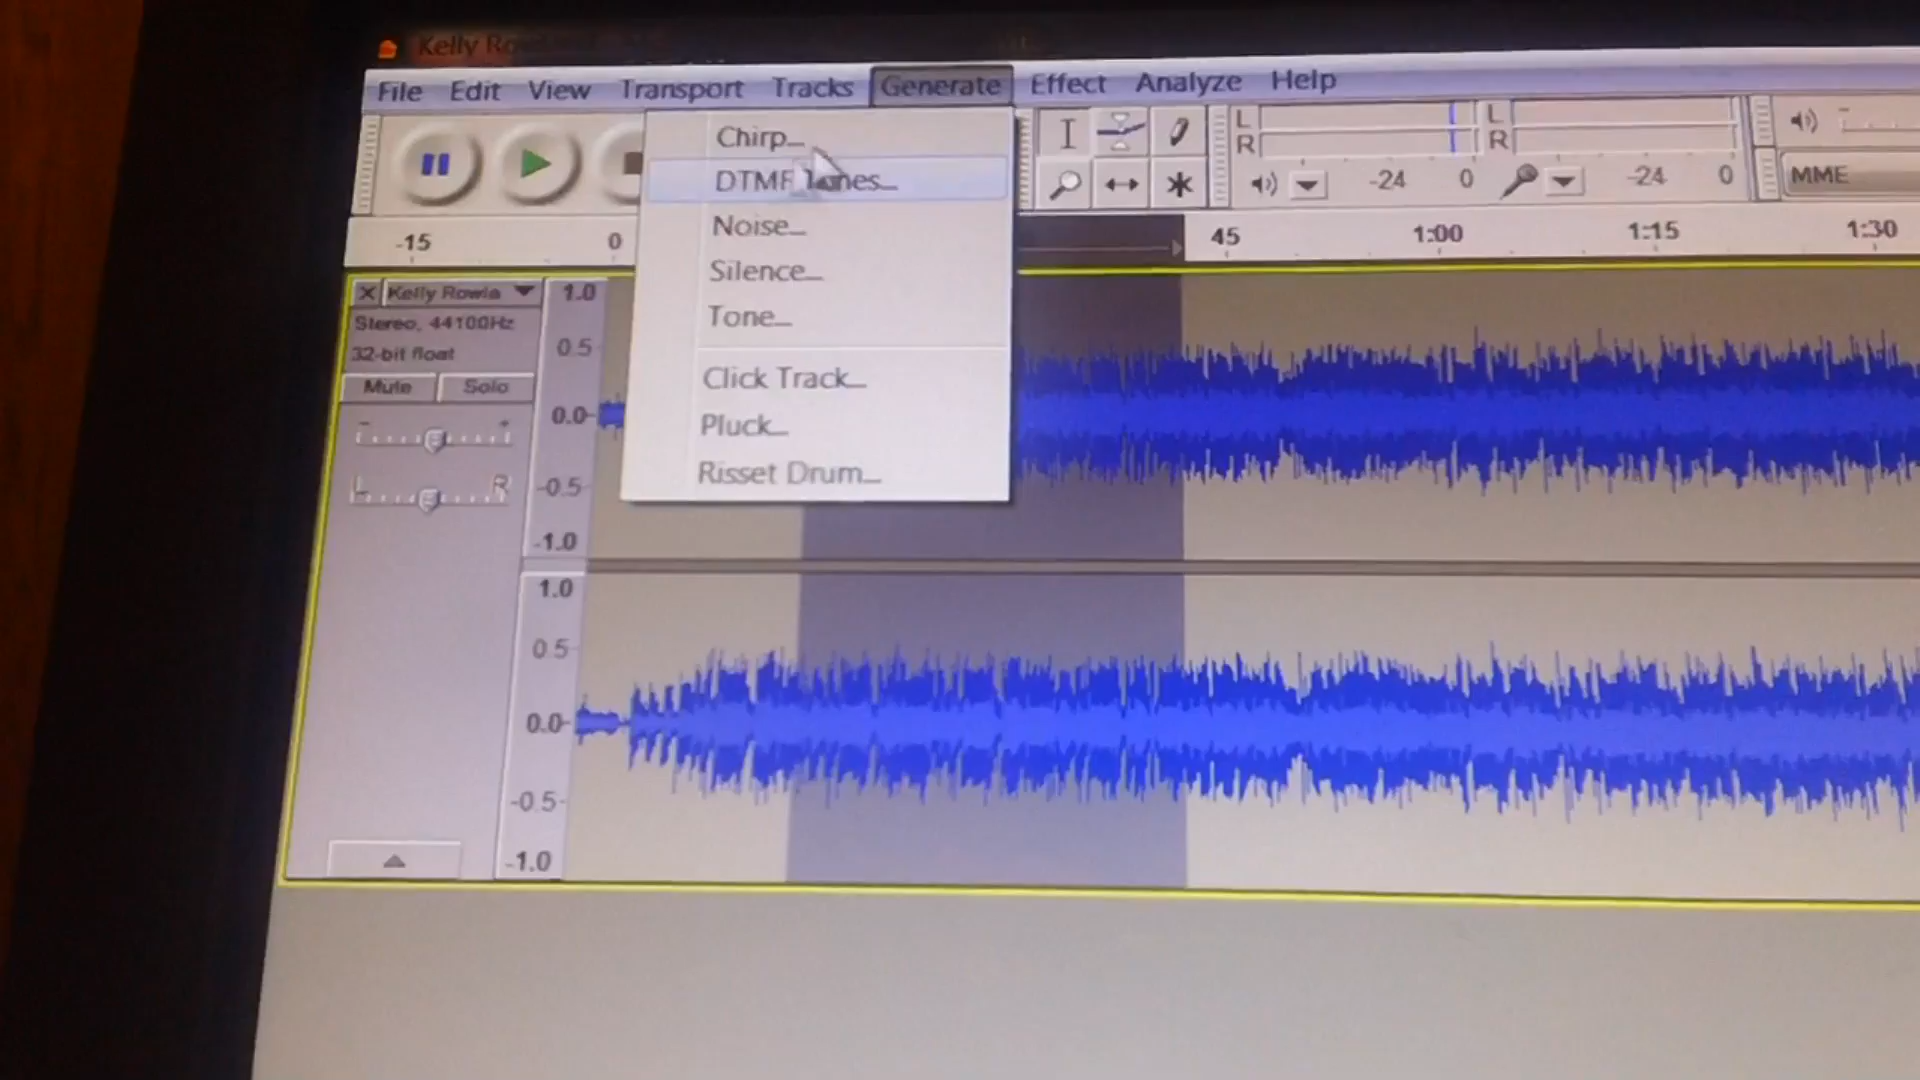 Kelly Ro
File Edit View Transport Tracks Generate Effect Analyze Help
Chirp...
DTMF Tones...
Noise...
Silence...
Tone...
Click Track...
Pluck...
Risset Drum...
L
R
-24 0
L
R
-24 0
MME
-15 0 45 1:00 1:15 1:30
X Kelly Rowla
Stereo, 44100Hz
32-bit float
Mute Solo
- +
L R
1.0
0.5
0.0
-0.5
-1.0
1.0
0.5
0.0
-0.5
-1.0